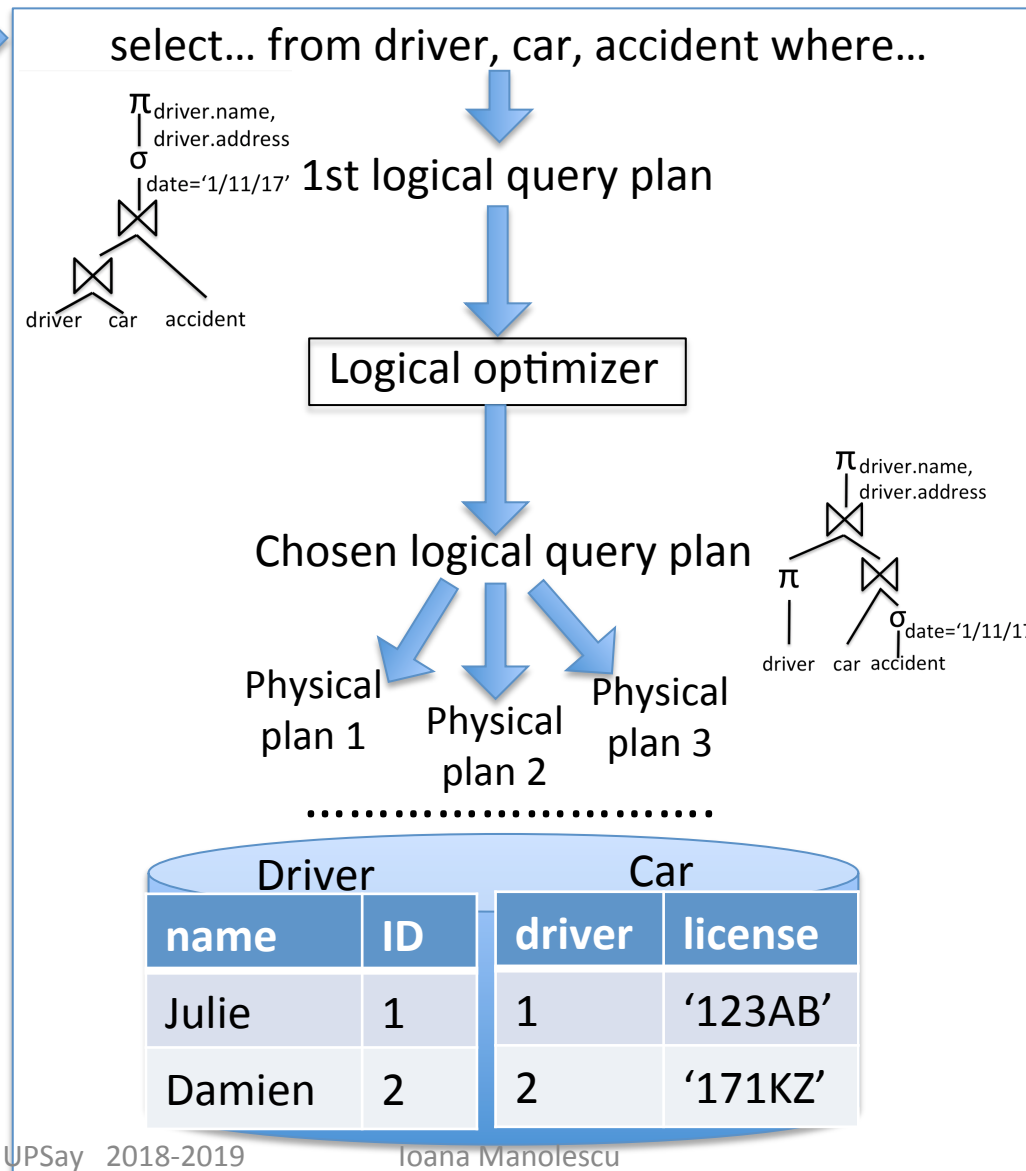 select... from driver, car, accident where...
π driver.name,
driver.address
σ
date='1/11/17'
driver car accident
1st logical query plan
Logical optimizer
Chosen logical query plan
π driver.name,
driver.address
π
σ date='1/11/17
driver car accident
Physical
plan 1
Physical
plan 2
Physical
plan 3
................................
Driver
name ID
Julie 1
Damien 2
Car
driver license
1 ‘123AB’
2 ‘171KZ’
UPSay 2018-2019 Ioana Manolescu